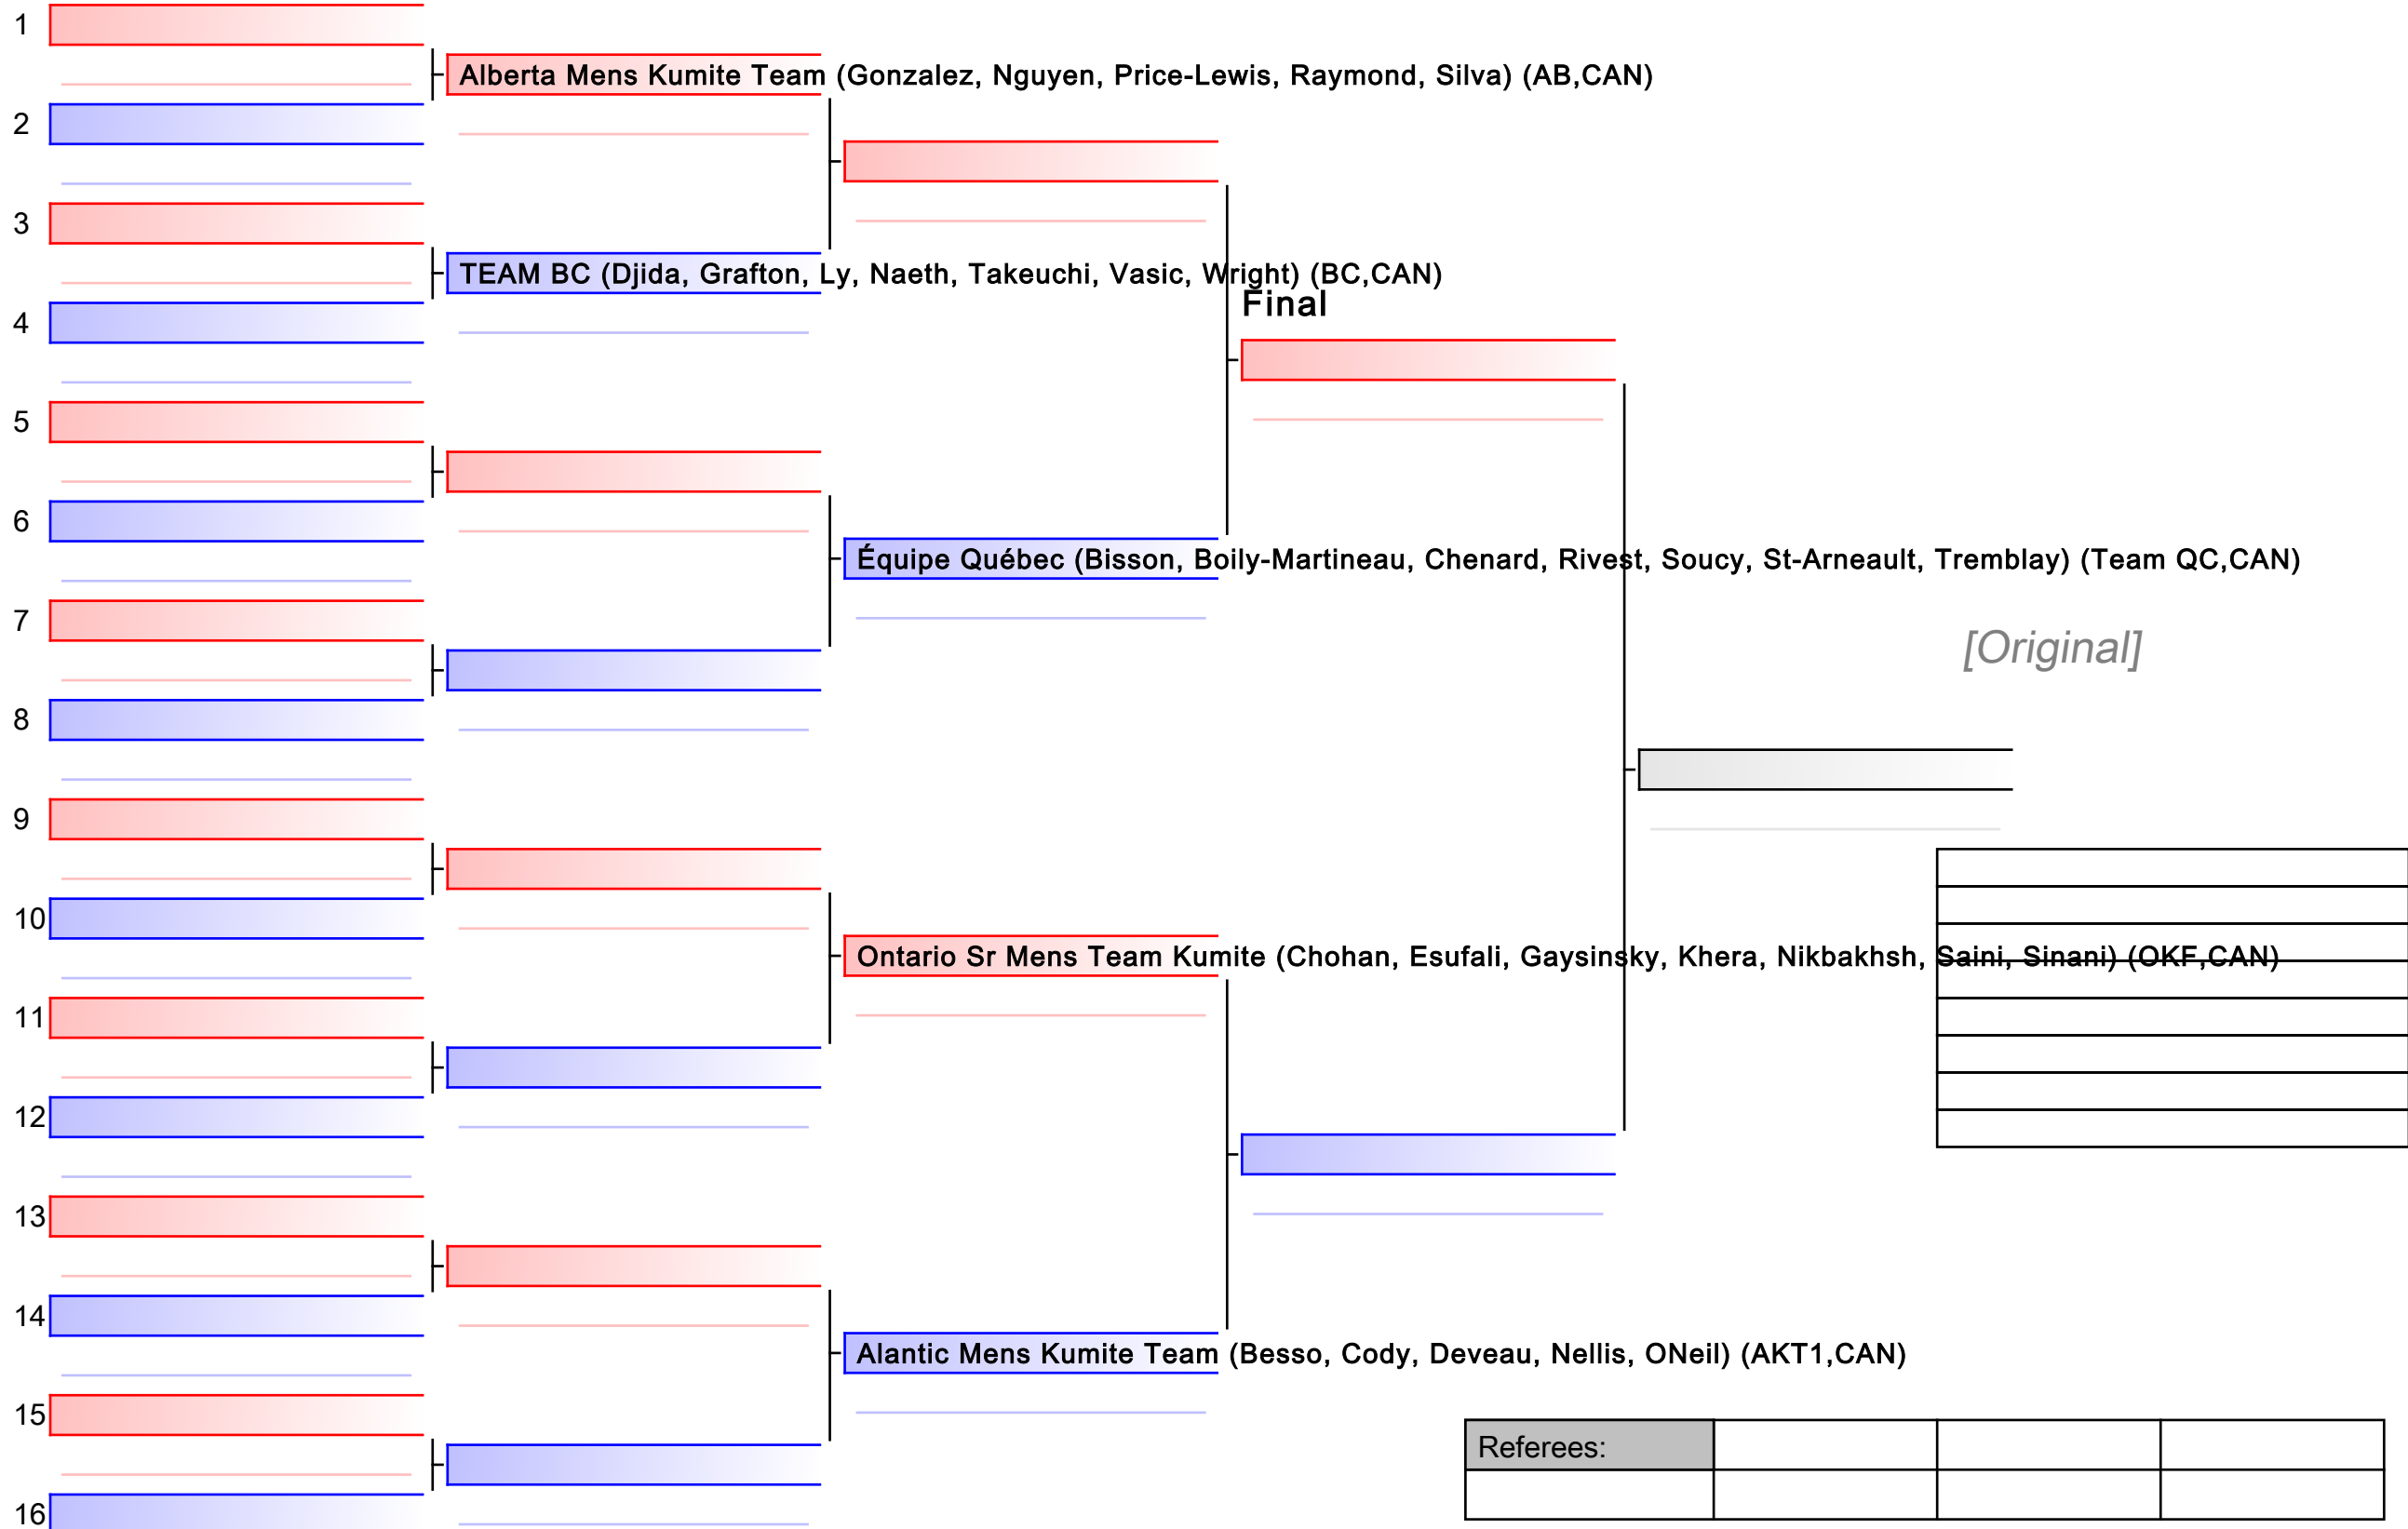 1
Alberta Mens Kumite Team (Gonzalez, Nguyen, Price-Lewis, Raymond, Silva) (AB,CAN)
2
3
TEAM BC (Djida, Grafton, Ly, Naeth, Takeuchi, Vasic, Wright) (BC,CAN)
Final
4
5
6
Équipe Québec (Bisson, Boily-Martineau, Chenard, Rivest, Soucy, St-Arneault, Tremblay) (Team QC,CAN)
7
[Original]
8
9
10
Ontario Sr Mens Team Kumite (Chohan, Esufali, Gaysinsky, Khera, Nikbakhsh, Saini, Sinani) (OKF,CAN)
11
12
13
14
Alantic Mens Kumite Team (Besso, Cody, Deveau, Nellis, ONeil) (AKT1,CAN)
15
Referees:
16